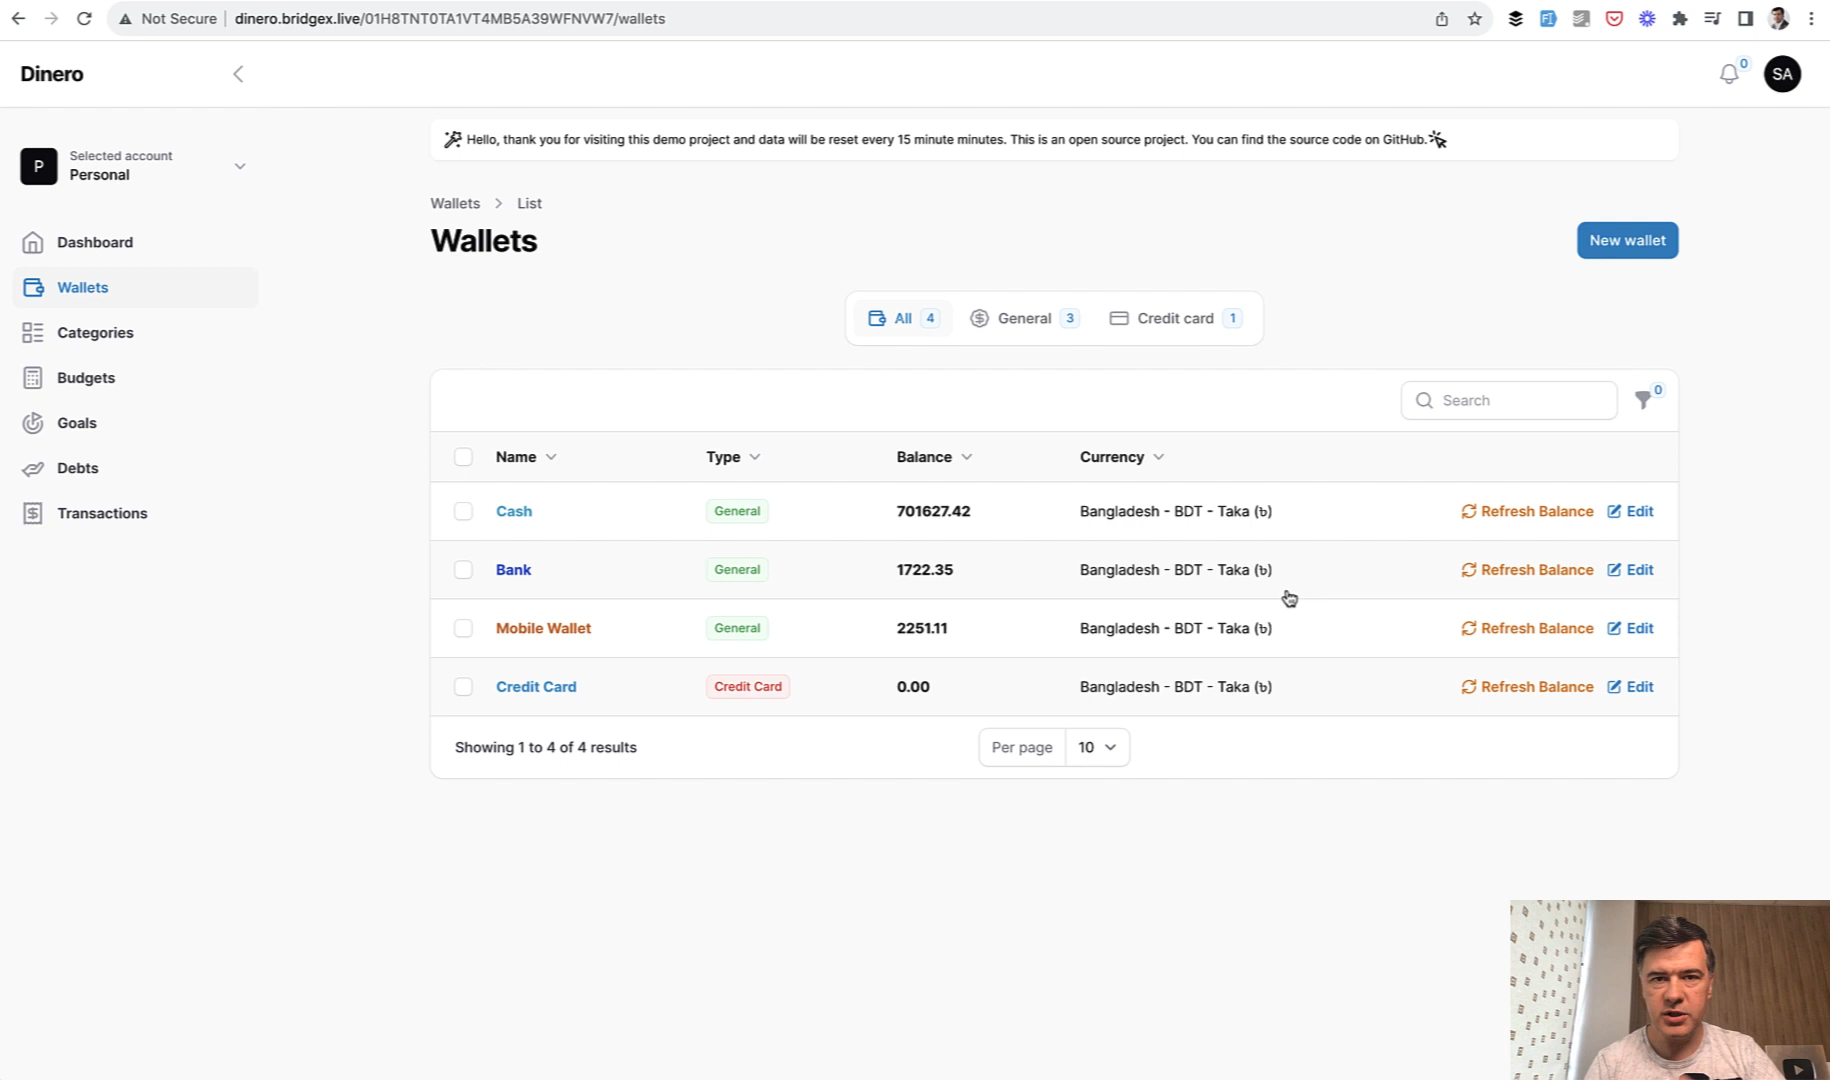 Not Secure
dinero.bridgex.live/01H8TNT0TA1VT4MB5A39WFNVW7/wallets
Dinero
0
SA
Hello, thank you for visiting this demo project and data will be reset every 15 minute minutes. This is an open source project. You can find the source code on GitHub.
P
Selected account
Personal
Dashboard
Wallets
Categories
Budgets
Goals
Debts
Transactions
Wallets > List
Wallets
New wallet
All 4 General 3 Credit card 1
Search
0
Name Type Balance Currency
Cash General 701627.42 Bangladesh - BDT - Taka (৳) Refresh Balance Edit
Bank General 1722.35 Bangladesh - BDT - Taka (৳) Refresh Balance Edit
Mobile Wallet General 2251.11 Bangladesh - BDT - Taka (৳) Refresh Balance Edit
Credit Card Credit Card 0.00 Bangladesh - BDT - Taka (৳) Refresh Balance Edit
Showing 1 to 4 of 4 results
Per page 10